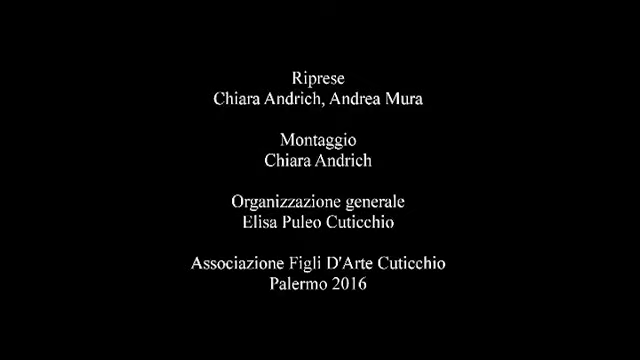 Riprese
Chiara Andrich, Andrea Mura
Montaggio
Chiara Andrich
Organizzazione generale
Elisa Puleo Cuticchio
Associazione Figli D'Arte Cuticchio
Palermo 2016